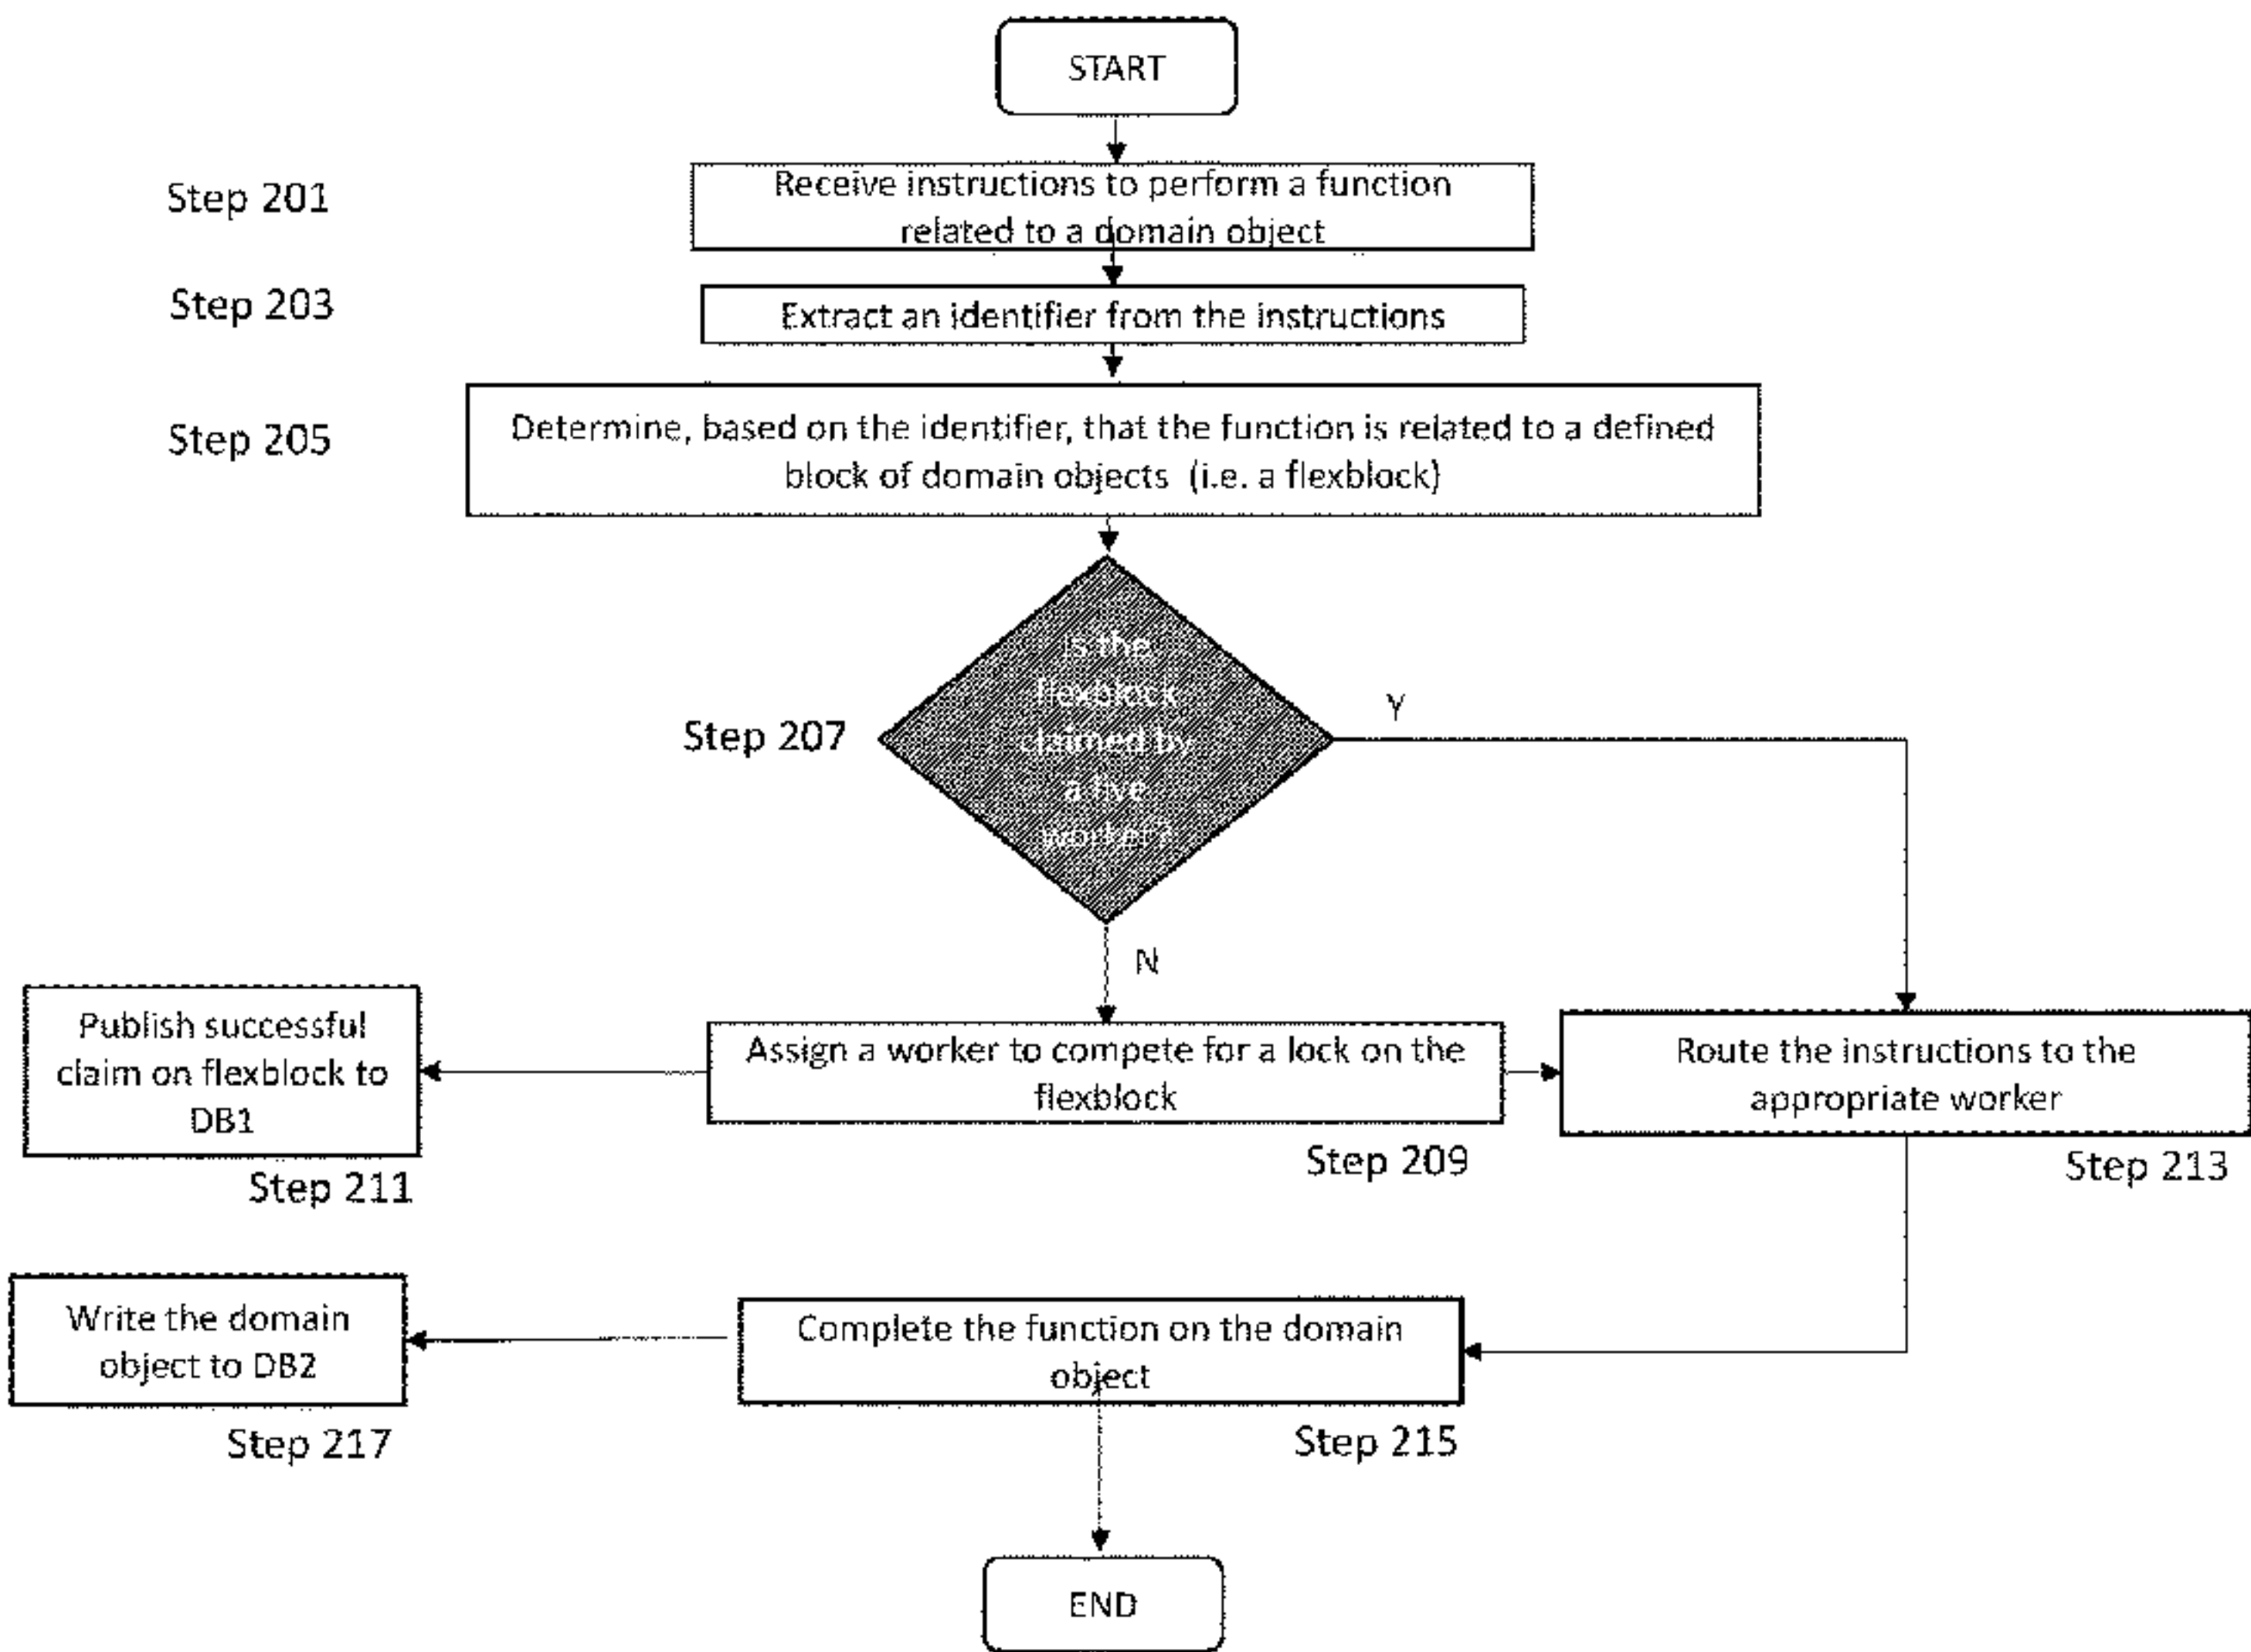 START
Step 201
Receive instructions to perform a function
related to a domain object
Step 203
Extract an identifier from the instructions
Step 205
Determine, based on the identifier, that the function is related to a defined
block of domain objects (i.e. a flexblock)
Step 207
Is the
flexblock
claimed by
a live
worker?
Y
N
Publish successful
claim on flexblock to
DB1
Step 211
Assign a worker to compete for a lock on the
flexblock
Step 209
Route the instructions to the
appropriate worker
Step 213
Write the domain
object to DB2
Step 217
Complete the function on the domain
object
Step 215
END